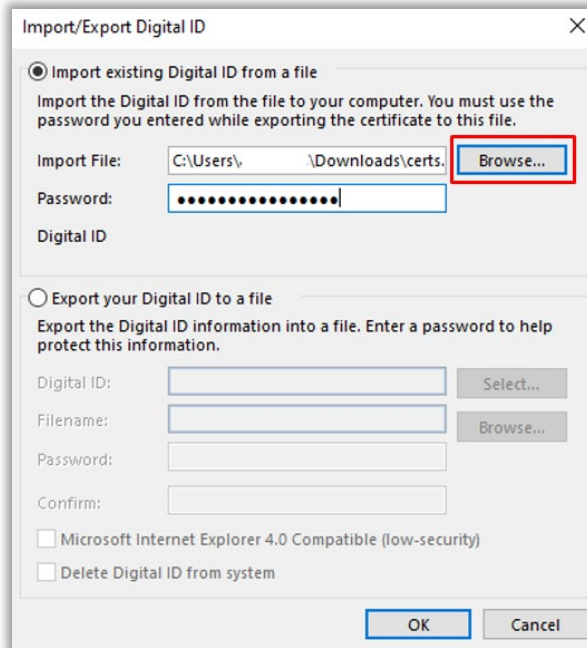 Import/Export Digital ID
Import existing Digital ID from a file
Import the Digital ID from the file to your computer. You must use the
password you entered while exporting the certificate to this file.
Import File: C:\Users\ \Downloads\certs. Browse...
Password: ••••••••••••••••
Digital ID
Export your Digital ID to a file
Export the Digital ID information into a file. Enter a password to help
protect this information.
Digital ID: Select...
Filename: Browse...
Password:
Confirm:
Microsoft Internet Explorer 4.0 Compatible (low-security)
Delete Digital ID from system
OK Cancel